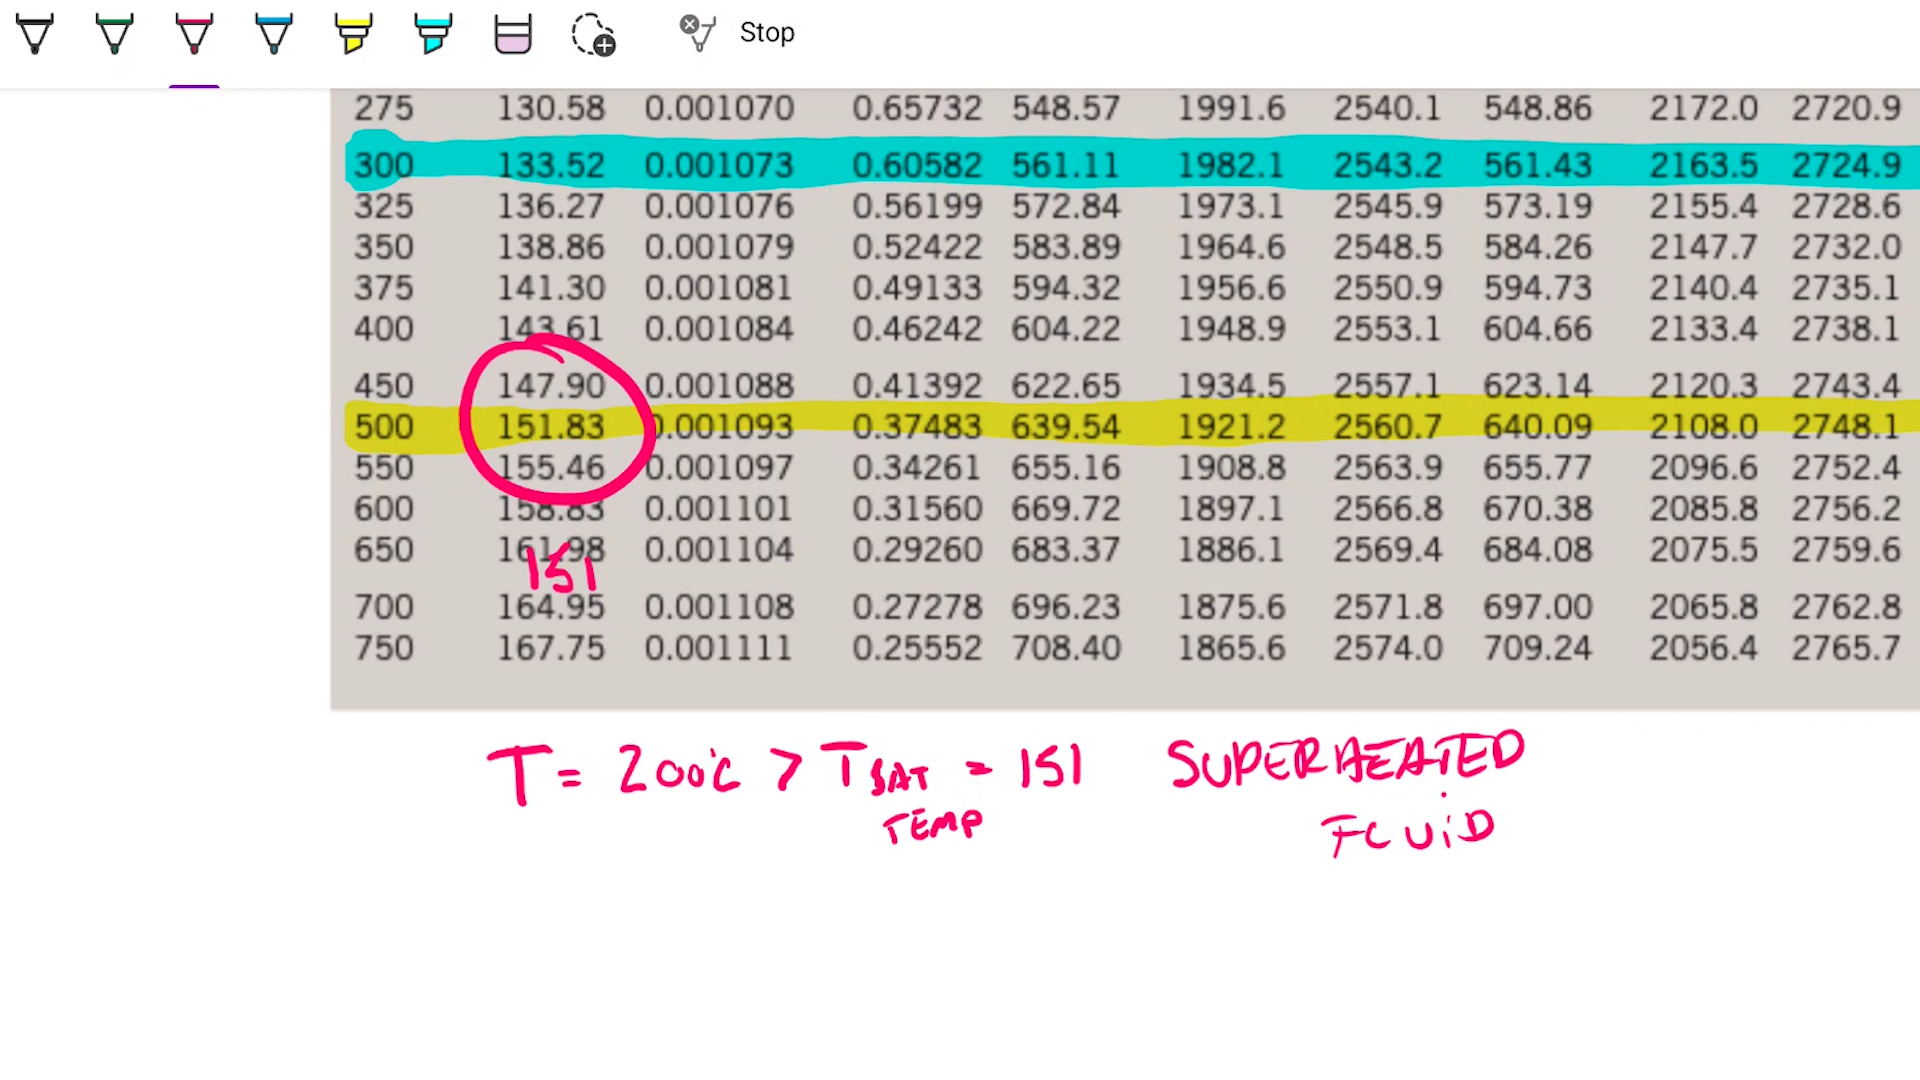 Stop
275 130.58 0.001070 0.65732 548.57 1991.6 2540.1 548.86 2172.0 2720.9
300 133.52 0.001073 0.60582 561.11 1982.1 2543.2 561.43 2163.5 2724.9
325 136.27 0.001076 0.56199 572.84 1973.1 2545.9 573.19 2155.4 2728.6
350 138.86 0.001079 0.52422 583.89 1964.6 2548.5 584.26 2147.7 2732.0
375 141.30 0.001081 0.49133 594.32 1956.6 2550.9 594.73 2140.4 2735.1
400 143.61 0.001084 0.46242 604.22 1948.9 2553.1 604.66 2133.4 2738.1
450 147.90 0.001088 0.41392 622.65 1934.5 2557.1 623.14 2120.3 2743.4
500 151.83 0.001093 0.37483 639.54 1921.2 2560.7 640.09 2108.0 2748.1
550 155.46 0.001097 0.34261 655.16 1908.8 2563.9 655.77 2096.6 2752.4
600 158.83 0.001101 0.31560 669.72 1897.1 2566.8 670.38 2085.8 2756.2
650 161.98 0.001104 0.29260 683.37 1886.1 2569.4 684.08 2075.5 2759.6
151
700 164.95 0.001108 0.27278 696.23 1875.6 2571.8 697.00 2065.8 2762.8
750 167.75 0.001111 0.25552 708.40 1865.6 2574.0 709.24 2056.4 2765.7
T = 200°C > TSAT = 151 SUPERHEATED
TEMP FLUID